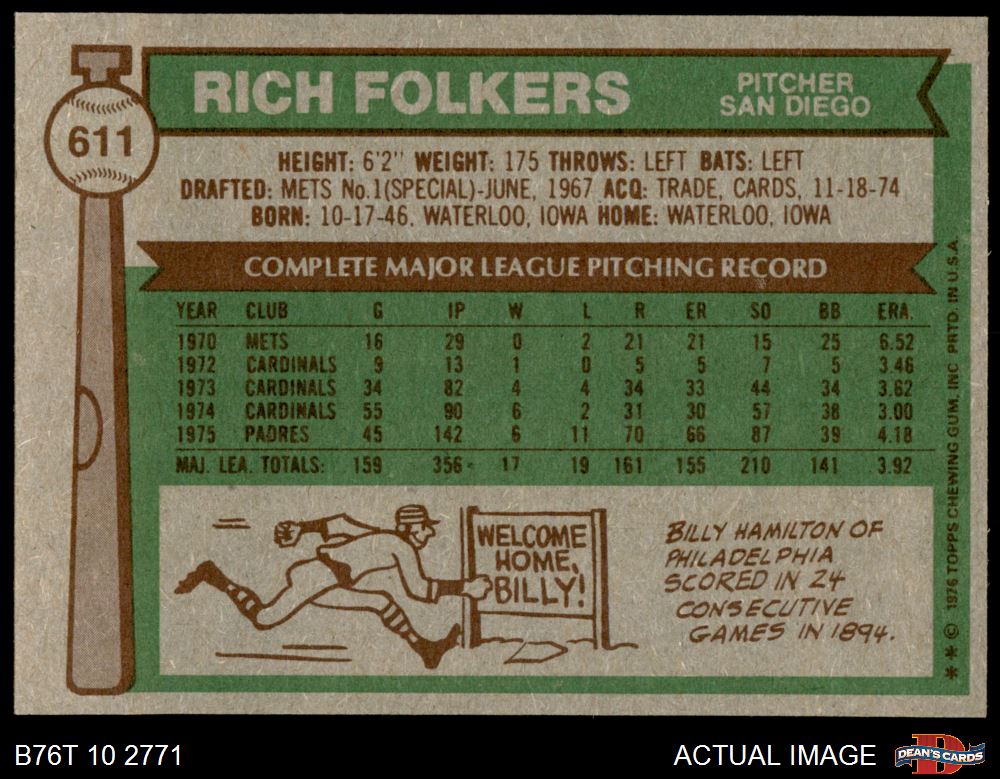 RICH FOLKERS
PITCHER
SAN DIEGO
611
HEIGHT: 6'2" WEIGHT: 175 THROWS: LEFT BATS: LEFT
DRAFTED: METS No.1(SPECIAL)-JUNE, 1967 ACQ: TRADE, CARDS, 11-18-74
BORN: 10-17-46, WATERLOO, IOWA HOME: WATERLOO, IOWA
COMPLETE MAJOR LEAGUE PITCHING RECORD
YEAR CLUB G IP W L R ER SO BB ERA.
1970 METS 16 29 0 2 21 21 15 25 6.52
1972 CARDINALS 9 13 1 0 5 5 7 5 3.46
1973 CARDINALS 34 82 4 4 34 33 44 34 3.62
1974 CARDINALS 55 90 6 2 31 30 57 38 3.00
1975 PADRES 45 142 6 11 70 66 87 39 4.18
MAJ. LEA. TOTALS: 159 356 17 19 161 155 210 141 3.92
WELCOME
HOME,
BILLY!
BILLY HAMILTON OF
PHILADELPHIA
SCORED IN 24
CONSECUTIVE
GAMES IN 1894.
* * © 1976 TOPPS CHEWING GUM, INC PRTD. IN U.S.A.
B76T 10 2771
ACTUAL IMAGE
DEAN'S CARDS